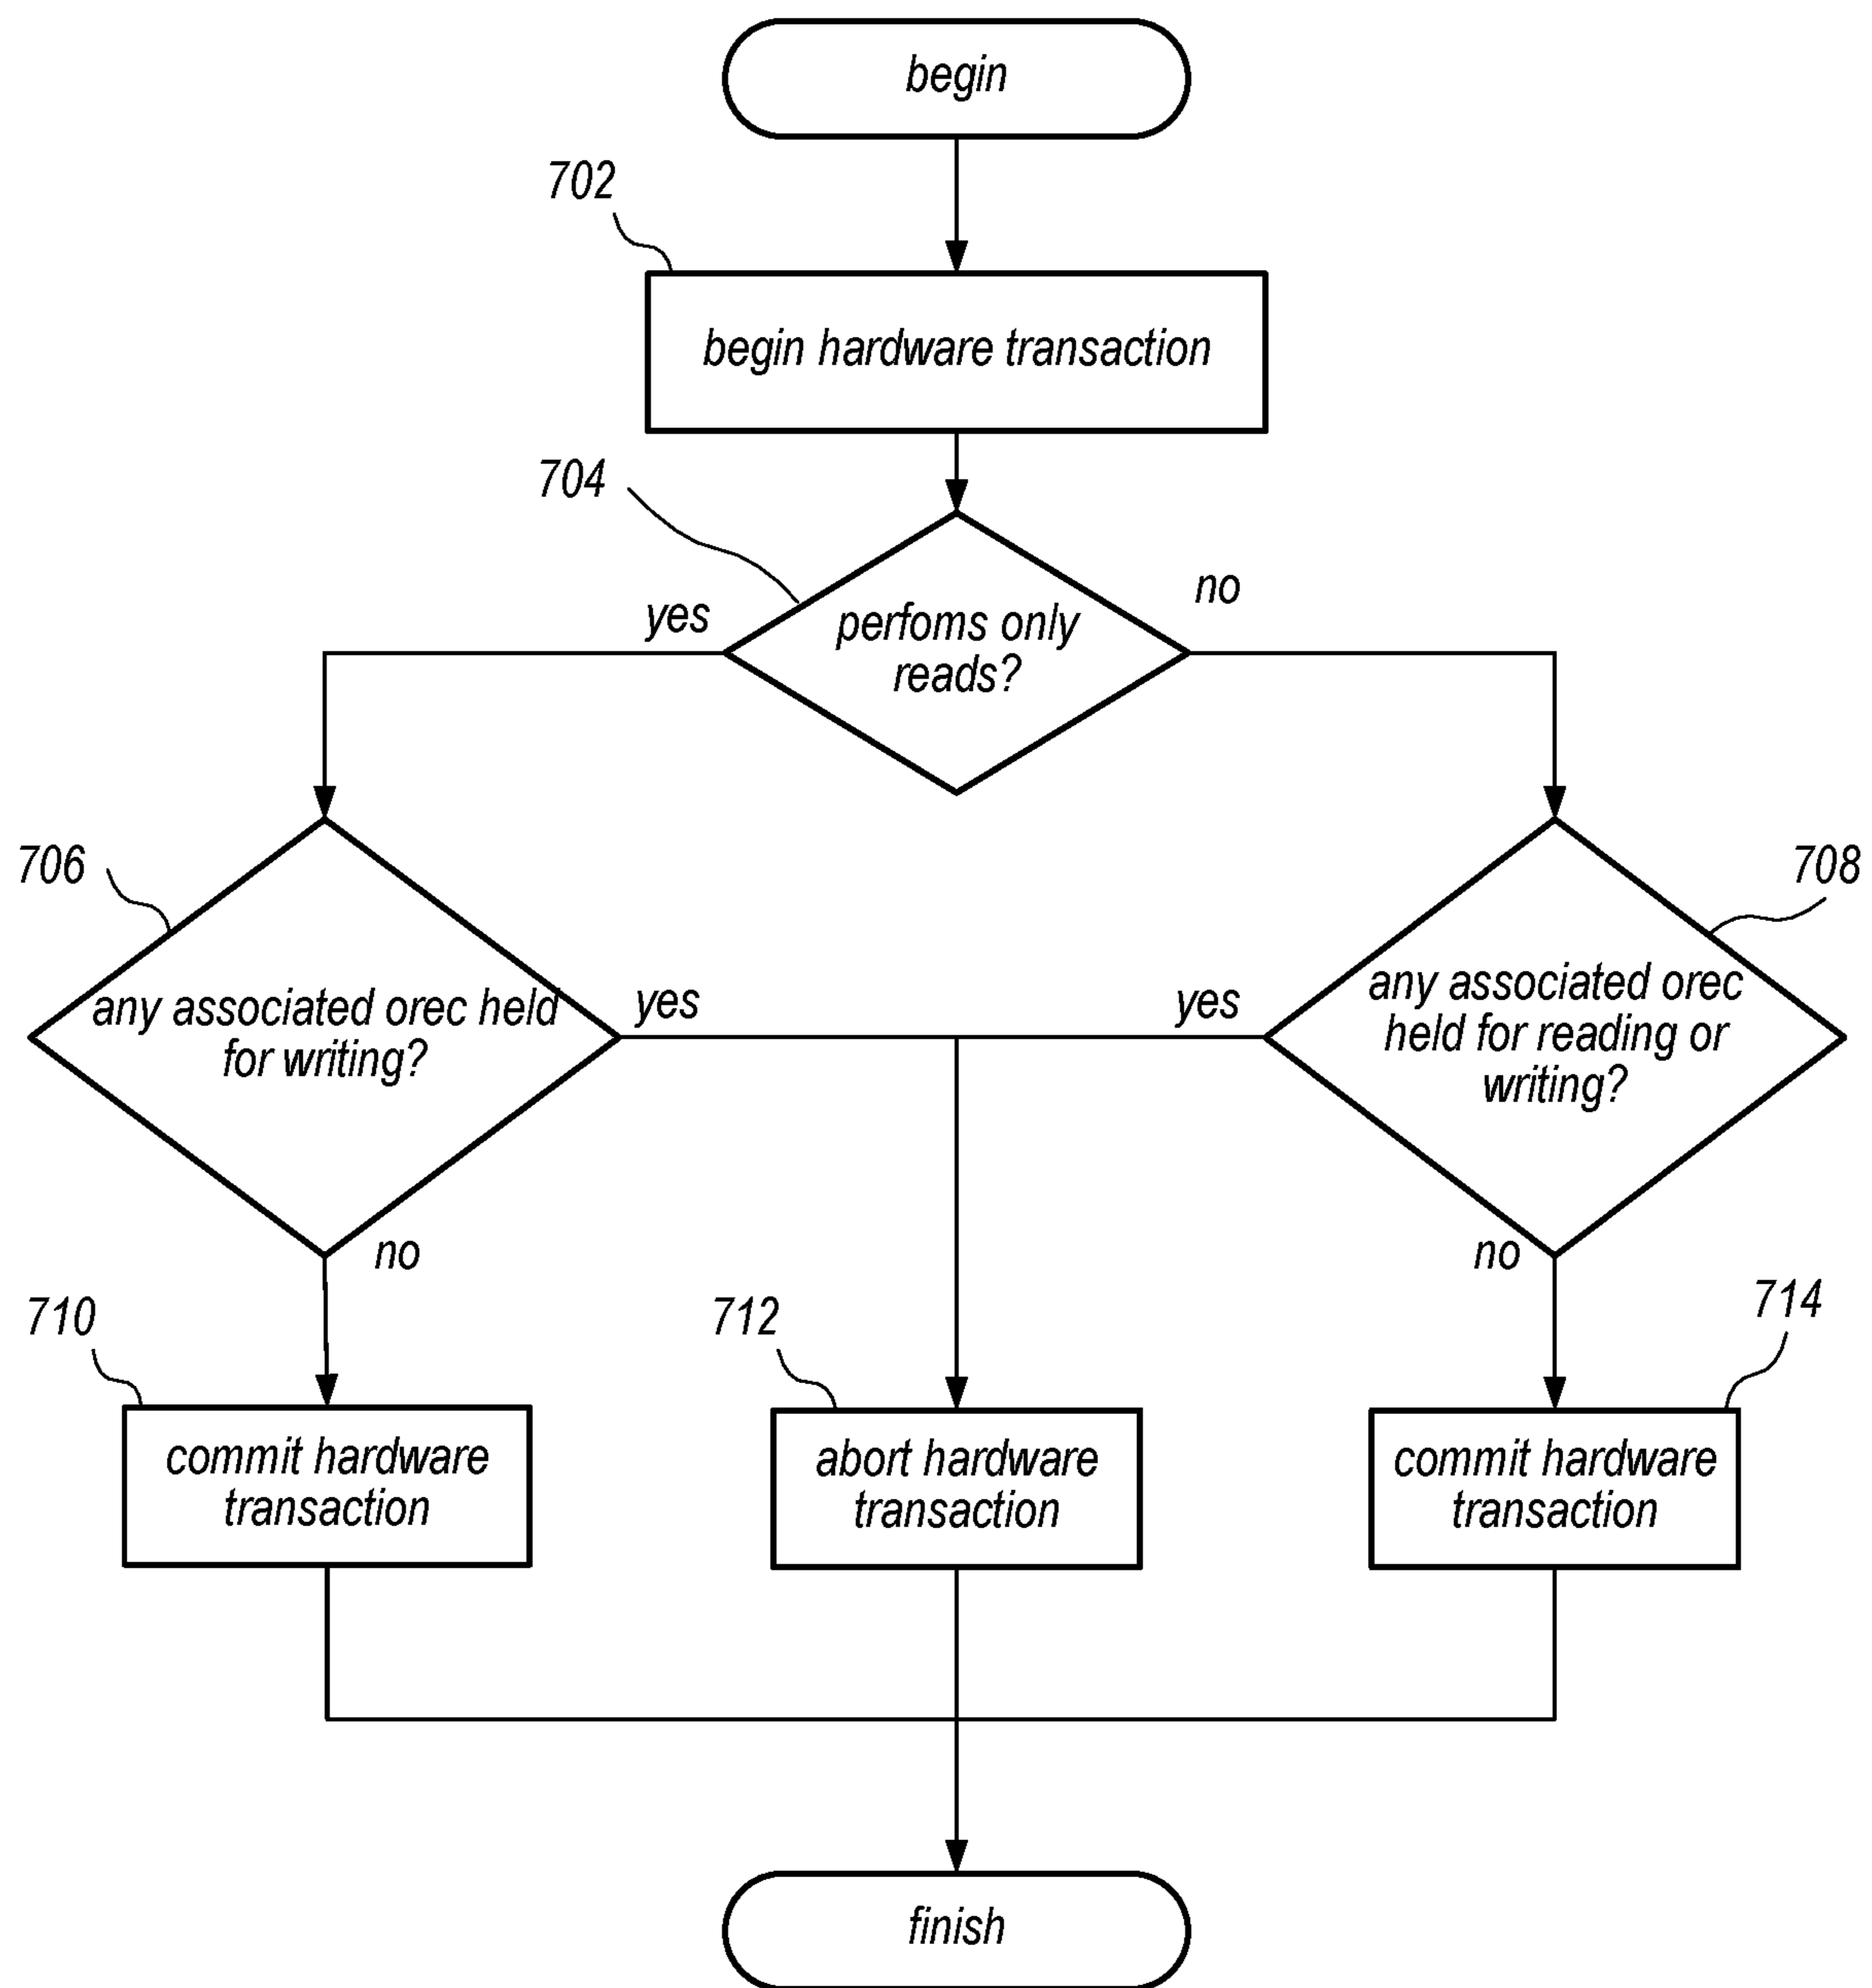 begin
702
begin hardware transaction
704
yes
no
perfoms only
reads?
706
708
any associated orec held
for writing?
yes
yes
any associated orec
held for reading or
writing?
no
no
710
712
714
commit hardware
transaction
abort hardware
transaction
commit hardware
transaction
finish